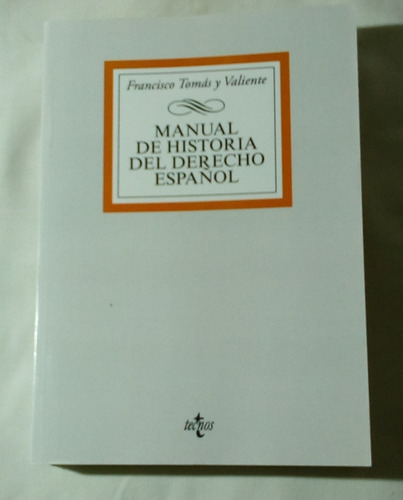 Francisco Tomás y Valiente
MANUAL
DE HISTORIA
DEL DERECHO
ESPAÑOL
tecnos